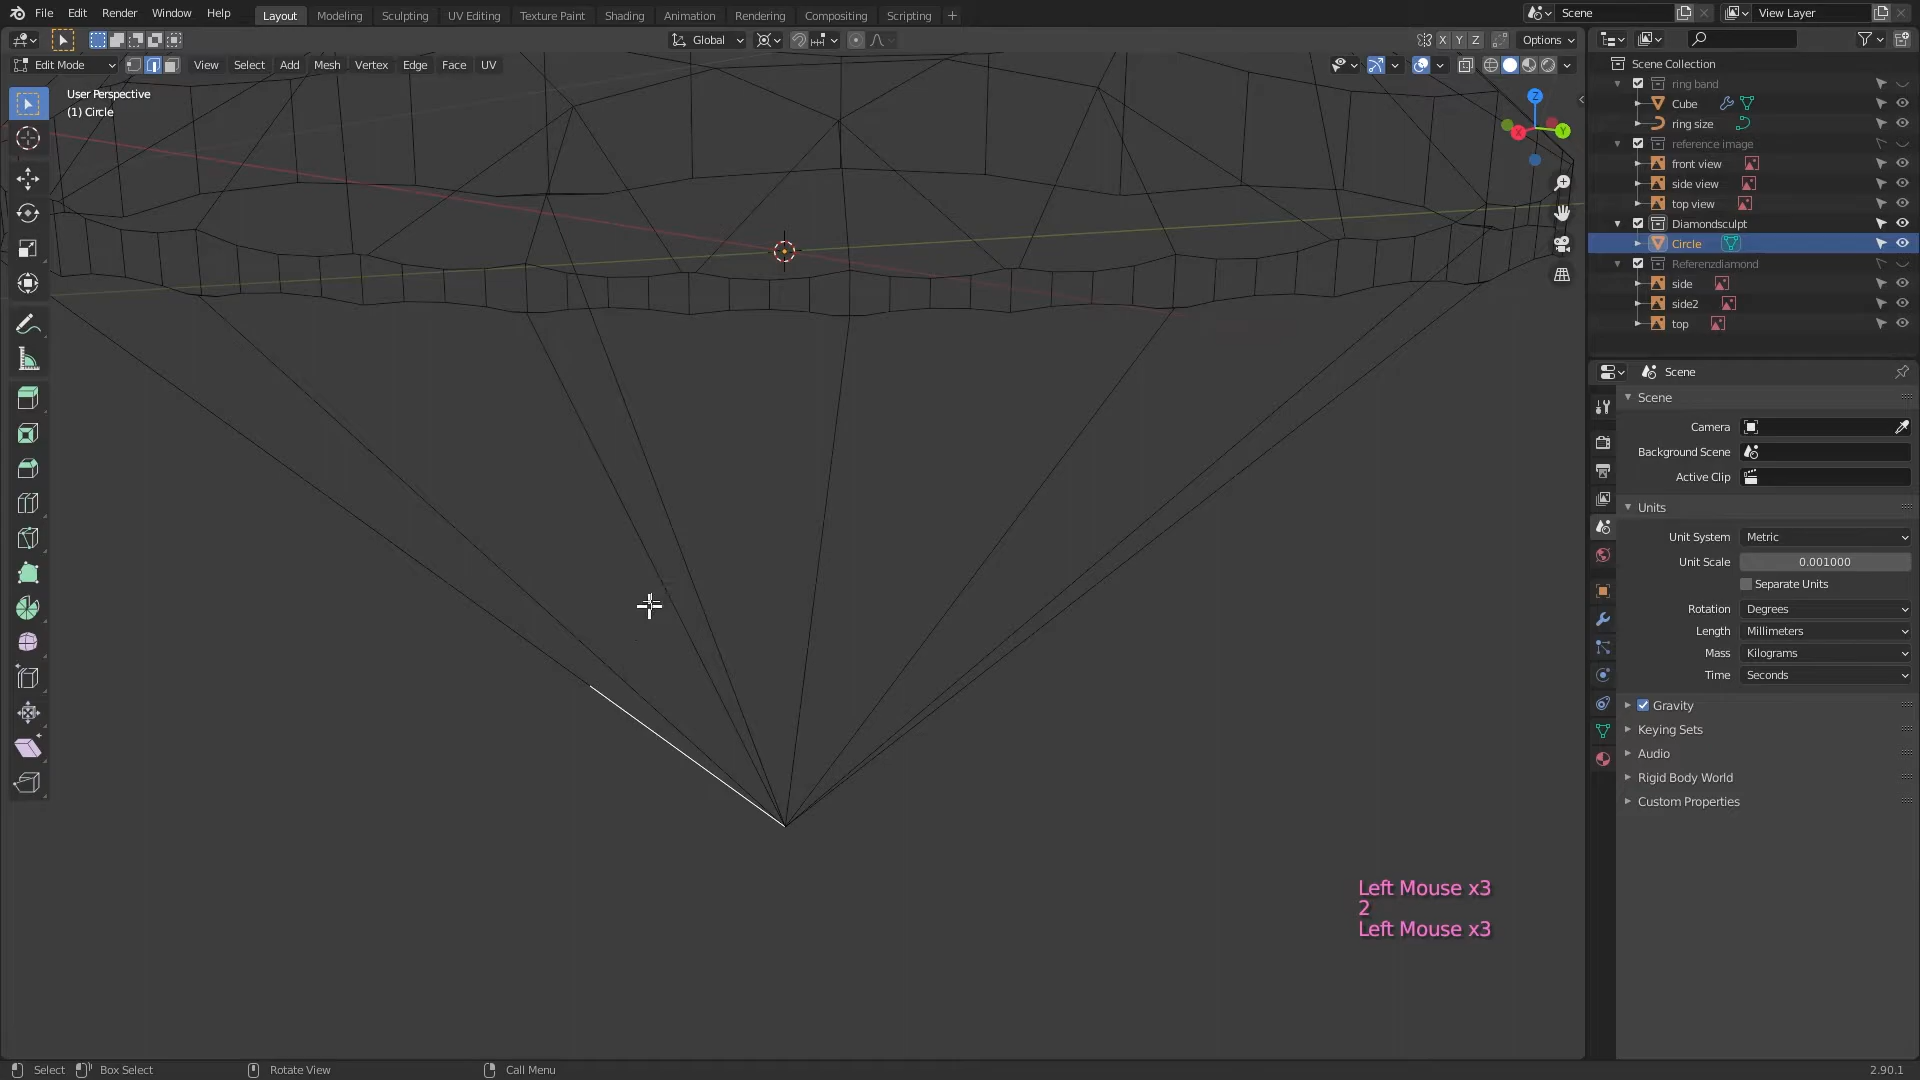 File Edit Render Window Help Layout Modeling Sculpting UV Editing Texture Paint Shading Animation Rendering Compositing Scripting Scene View Layer
Global X Y Z Options
Edit Mode View Select Add Mesh Vertex Edge Face UV
User Perspective
(1) Circle
Z
X
Y
Scene Collection
ring band
Cube
ring size
reference image
front view
side view
top view
Diamondsculpt
Circle
Referenzdiamond
side
side2
top
Scene
Scene
Camera
Background Scene
Active Clip
Units
Unit System Metric
Unit Scale 0.001000
Separate Units
Rotation Degrees
Length Millimeters
Mass Kilograms
Time Seconds
Gravity
Keying Sets
Audio
Rigid Body World
Custom Properties
Left Mouse x3
2
Left Mouse x3
Select Box Select Rotate View Call Menu 2.90.1